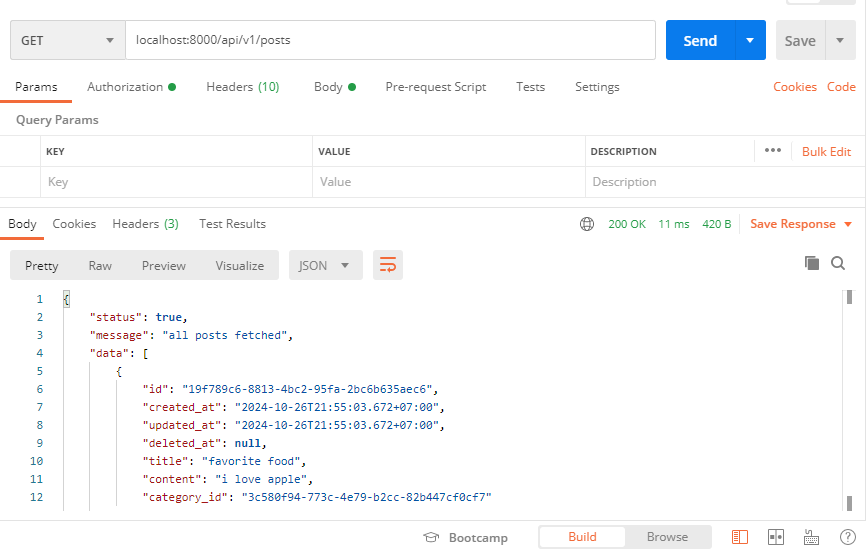 GET localhost:8000/api/v1/posts Send Save
Params Authorization Headers (10) Body Pre-request Script Tests Settings Cookies Code
Query Params
KEY VALUE DESCRIPTION ••• Bulk Edit
Key Value Description
Body Cookies Headers (3) Test Results 200 OK 11 ms 420 B Save Response
Pretty Raw Preview Visualize JSON
1 {
2 "status": true,
3 "message": "all posts fetched",
4 "data": [
5 {
6 "id": "19f789c6-8813-4bc2-95fa-2bc6b635aec6",
7 "created_at": "2024-10-26T21:55:03.672+07:00",
8 "updated_at": "2024-10-26T21:55:03.672+07:00",
9 "deleted_at": null,
10 "title": "favorite food",
11 "content": "i love apple",
12 "category_id": "3c580f94-773c-4e79-b2cc-82b447cf0cf7"
Bootcamp Build Browse ?